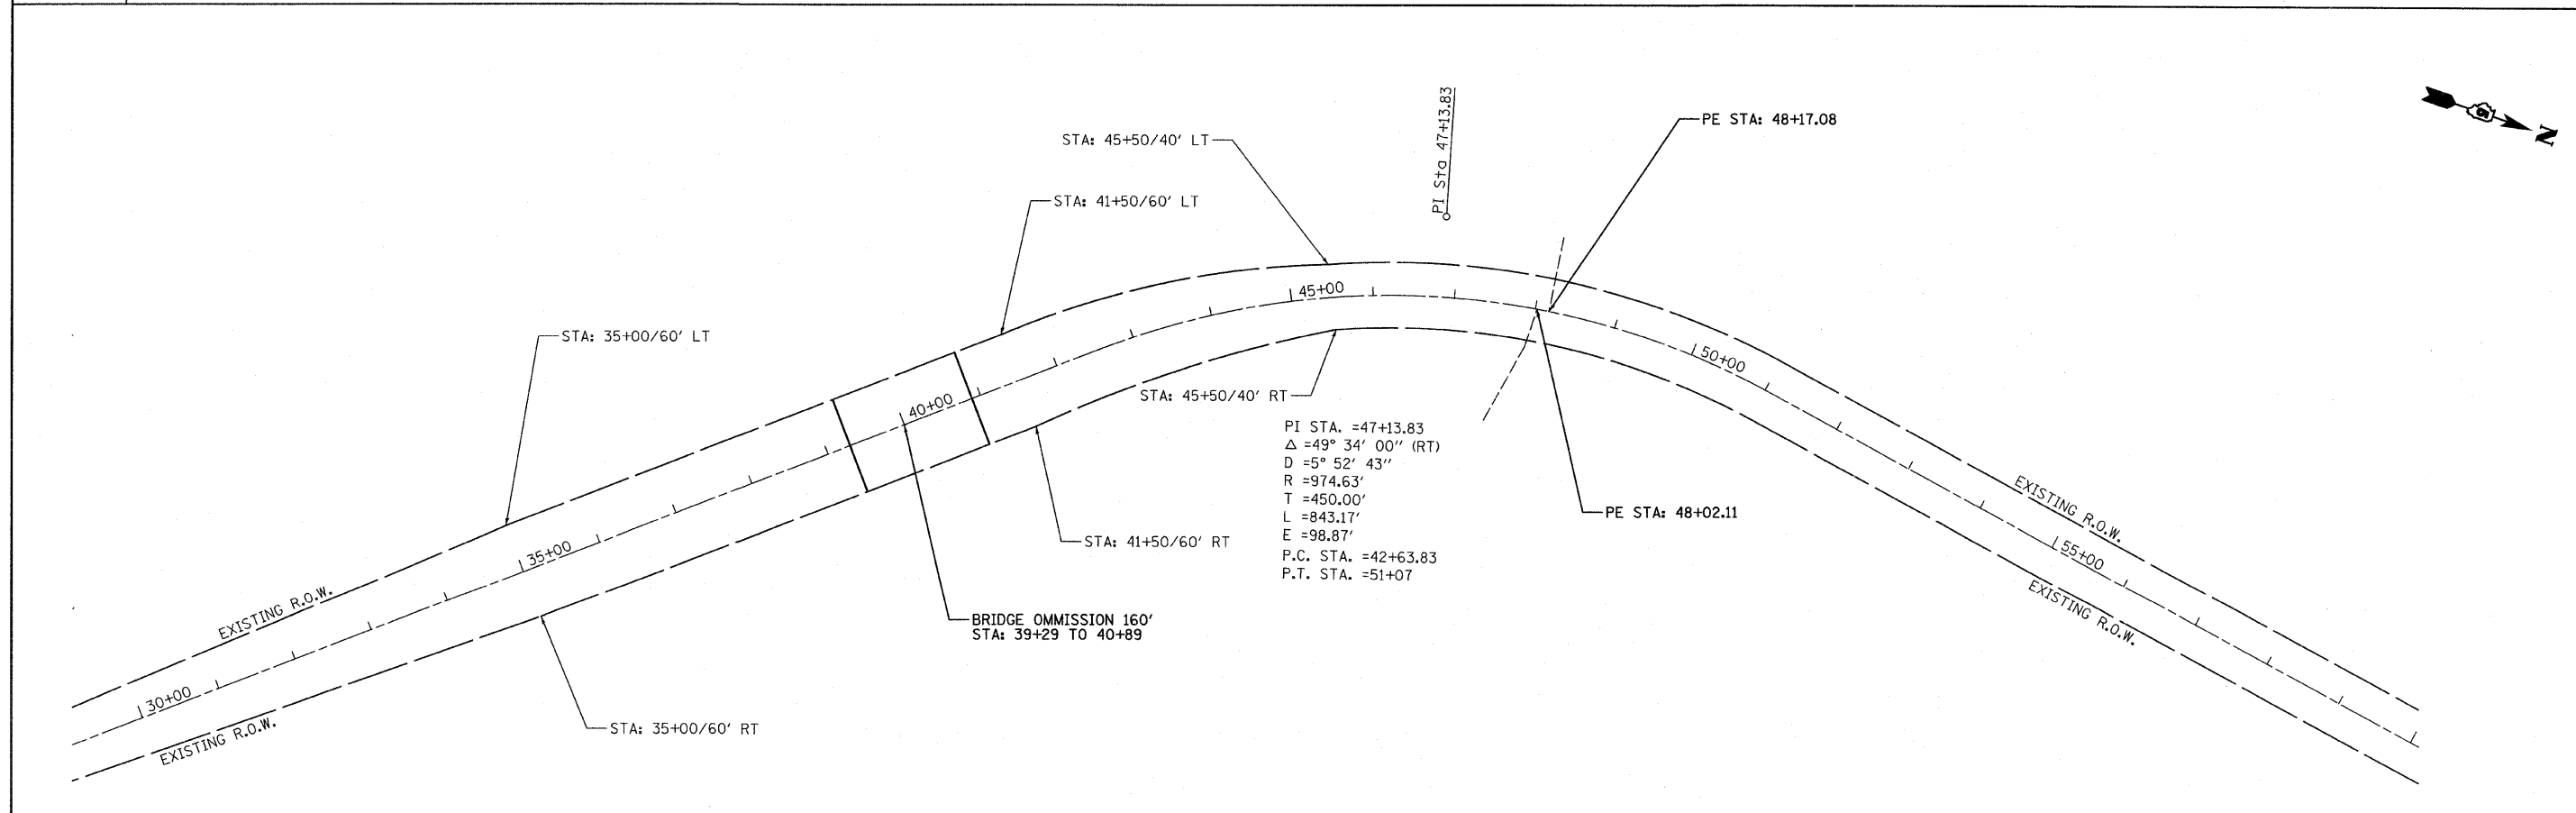 PI Sta 47+13.83
PE STA: 48+17.08
N
STA: 45+50/40' LT
STA: 41+50/60' LT
45+00
STA: 35+00/60' LT
50+00
40+00
STA: 45+50/40' RT
PI STA. =47+13.83
Δ =49° 34' 00'' (RT)
D =5° 52' 43''
R =974.63'
T =450.00'
L =843.17'
E =98.87'
P.C. STA. =42+63.83
P.T. STA. =51+07
PE STA: 48+02.11
EXISTING R.O.W.
STA: 41+50/60' RT
35+00
55+00
EXISTING R.O.W.
EXISTING R.O.W.
BRIDGE OMMISSION 160'
STA: 39+29 TO 40+89
30+00
STA: 35+00/60' RT
EXISTING R.O.W.